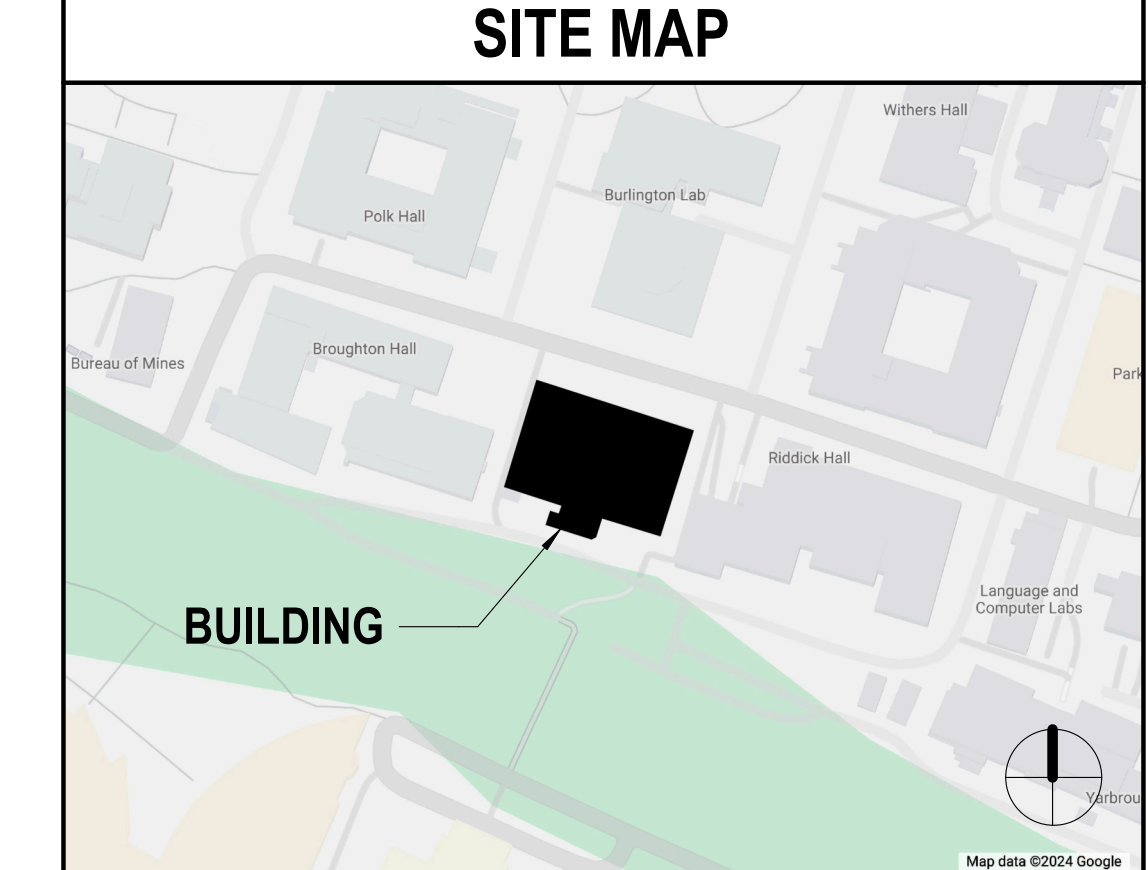 SITE MAP
Withers Hall
Burlington Lab
Polk Hall
Broughton Hall
Bureau of Mines
Park
Riddick Hall
Language and
Computer Labs
BUILDING
Yarbrou
Map data ©2024 Google